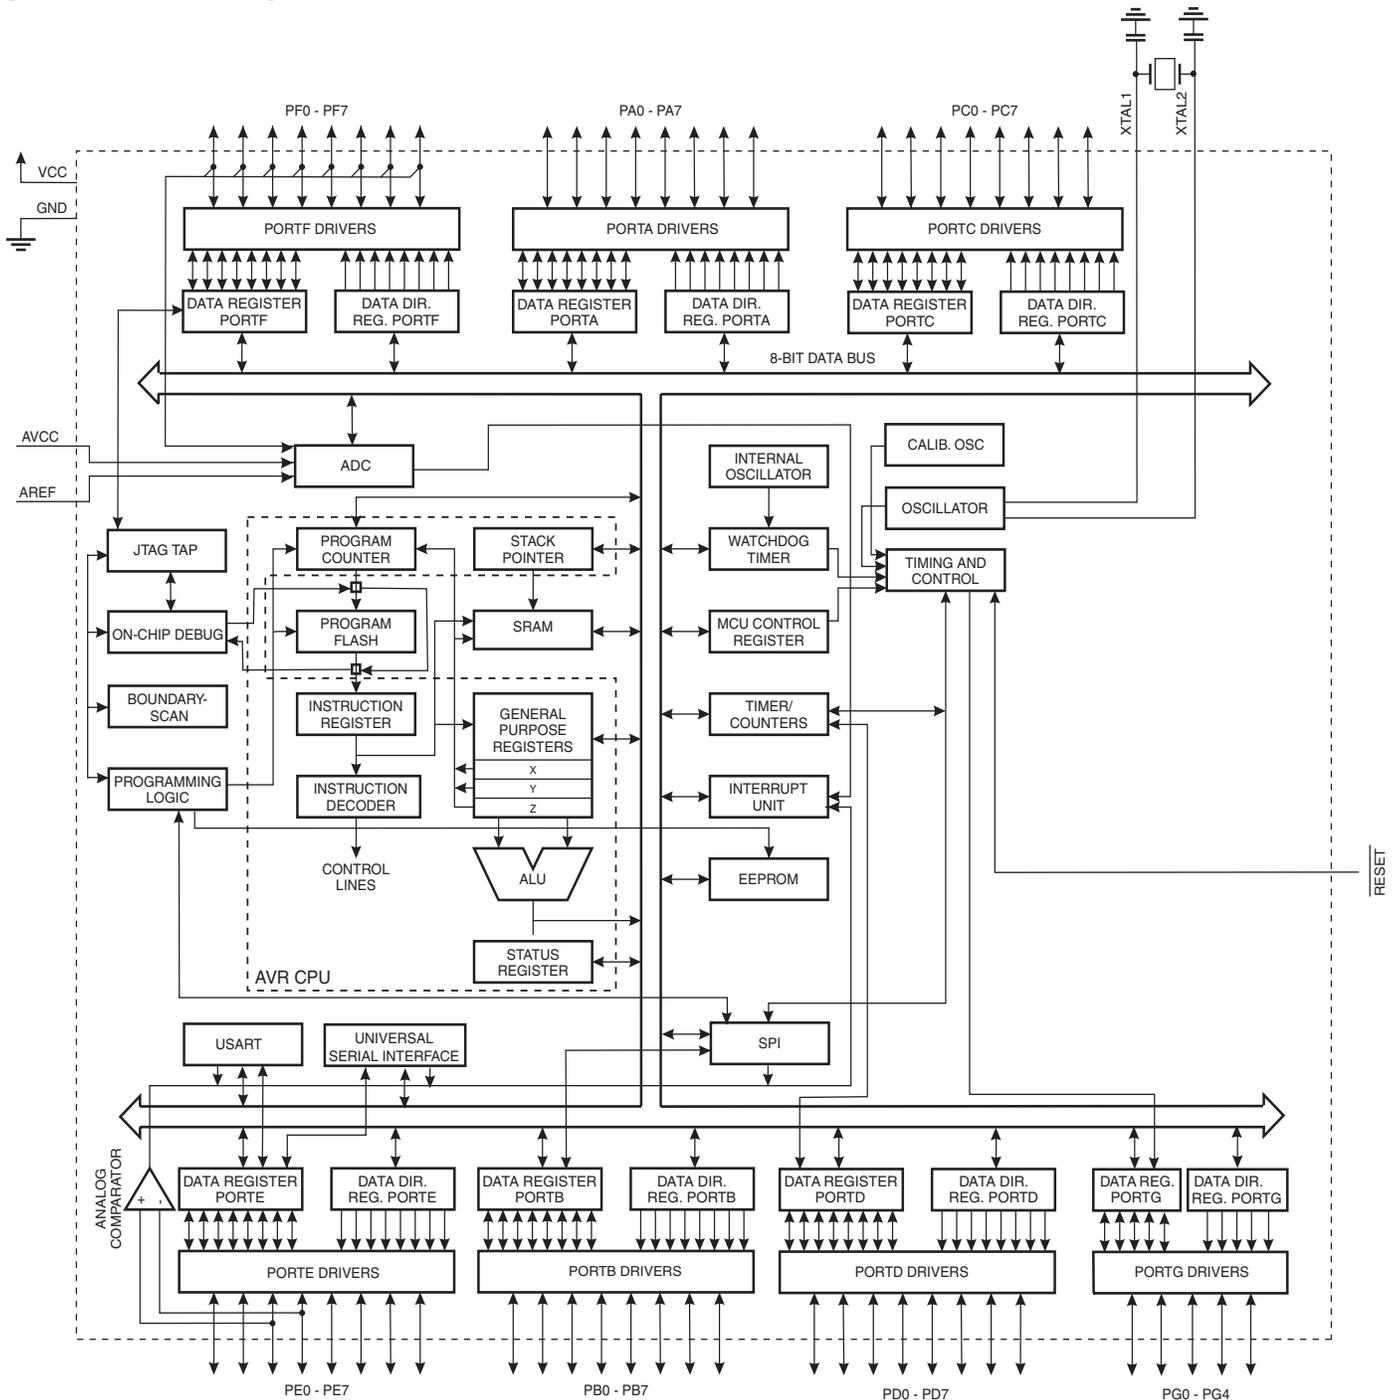 XTAL1
XTAL2
PF0 - PF7
PA0 - PA7
PC0 - PC7
VCC
GND
PORTF DRIVERS
PORTA DRIVERS
PORTC DRIVERS
DATA REGISTER
PORTF
DATA DIR.
REG. PORTF
DATA REGISTER
PORTA
DATA DIR.
REG. PORTA
DATA REGISTER
PORTC
DATA DIR.
REG. PORTC
8-BIT DATA BUS
AVCC
AREF
ADC
INTERNAL
OSCILLATOR
CALIB. OSC
OSCILLATOR
JTAG TAP
PROGRAM
COUNTER
STACK
POINTER
WATCHDOG
TIMER
TIMING AND
CONTROL
ON-CHIP DEBUG
PROGRAM
FLASH
SRAM
MCU CONTROL
REGISTER
BOUNDARY-
SCAN
INSTRUCTION
REGISTER
GENERAL
PURPOSE
REGISTERS
X
Y
Z
TIMER/
COUNTERS
PROGRAMMING
LOGIC
INSTRUCTION
DECODER
INTERRUPT
UNIT
CONTROL
LINES
ALU
EEPROM
RESET
STATUS
REGISTER
AVR CPU
USART
UNIVERSAL
SERIAL INTERFACE
SPI
ANALOG
COMPARATOR
+
-
DATA REGISTER
PORTE
DATA DIR.
REG. PORTE
DATA REGISTER
PORTB
DATA DIR.
REG. PORTB
DATA REGISTER
PORTD
DATA DIR.
REG. PORTD
DATA REG.
PORTG
DATA DIR.
REG. PORTG
PORTE DRIVERS
PORTB DRIVERS
PORTD DRIVERS
PORTG DRIVERS
PE0 - PE7
PB0 - PB7
PD0 - PD7
PG0 - PG4